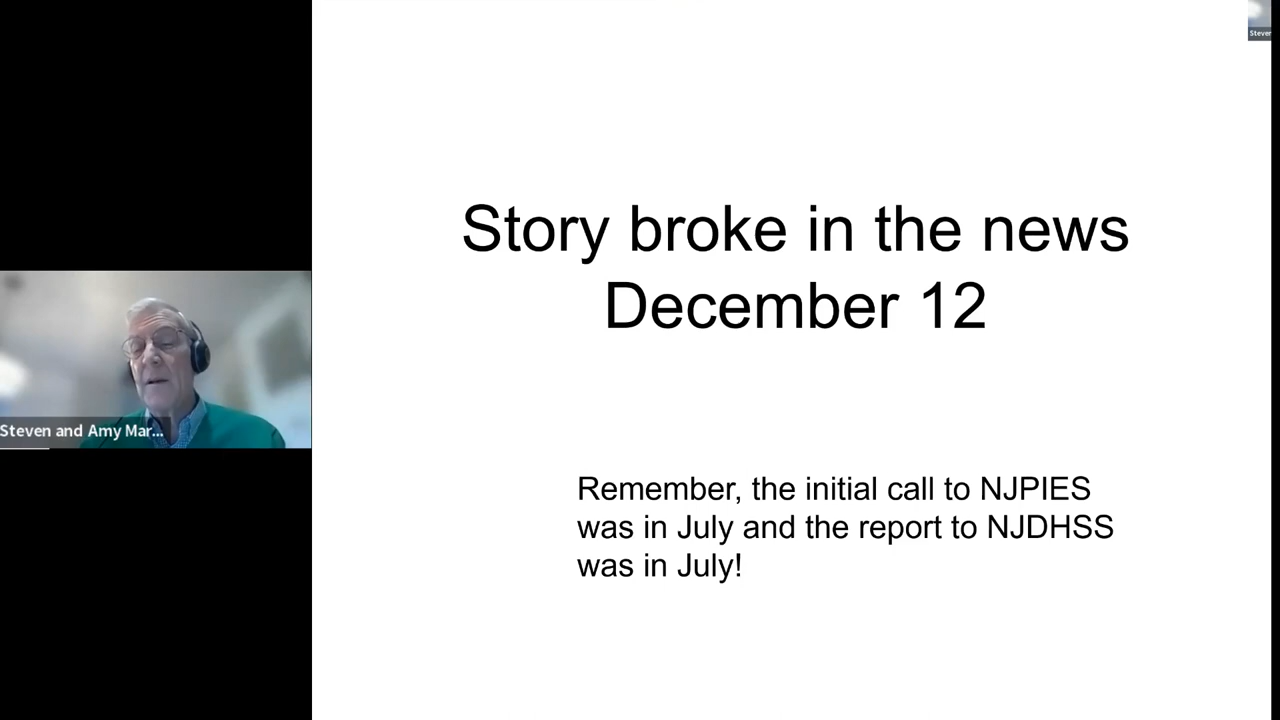 Steven
Story broke in the news
December 12
Steven and Amy Mar...
Remember, the initial call to NJPIES
was in July and the report to NJDHSS
was in July!